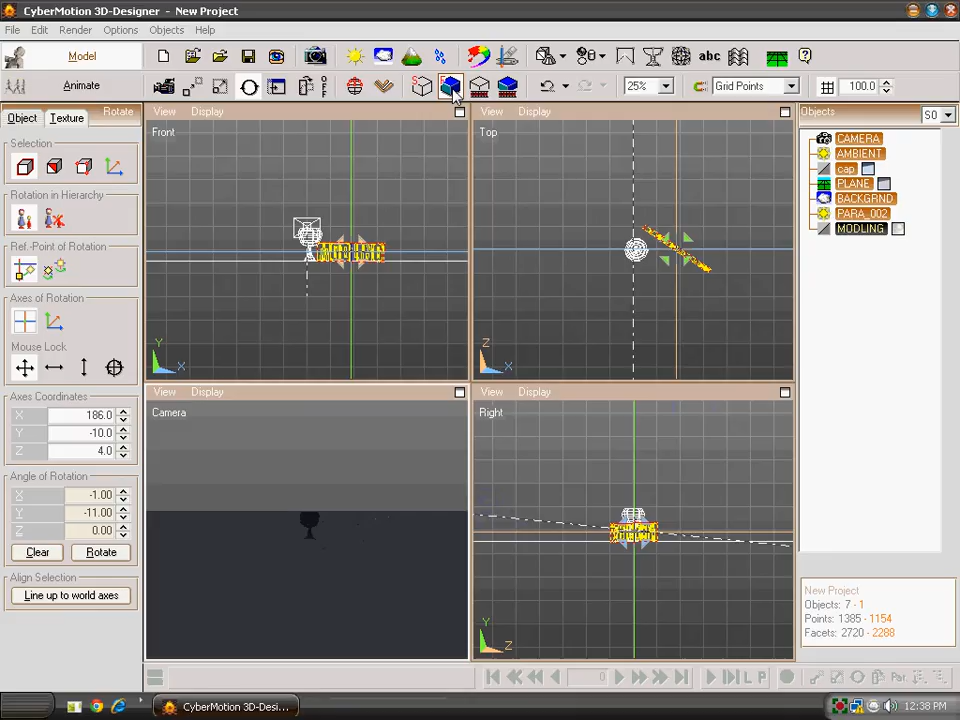 CyberMotion 3D-Designer - New Project
File Edit Render Options Objects Help
Model abc
Animate 25% Grid Points 100.0
Object Texture Rotate View Display View Display Objects S0
Front Top CAMERA
Selection AMBIENT
cap
PLANE
Rotation in Hierarchy BACKGRND
PARA_002
MODLING
Ref.-Point of Rotation
Axes of Rotation
Mouse Lock
Y X Z X
View Display View Display
Axes Coordinates Camera Right
X 186.0
Y -10.0
Z 4.0
Angle of Rotation
X -1.00
Y -11.00
Z 0.00
Clear Rotate
Align Selection
Line up to world axes
New Project
Objects: 7 - 1
Points: 1385 - 1154
Facets: 2720 - 2288
Y Z
0 L P Par
CyberMotion 3D-Desi... 12:38 PM